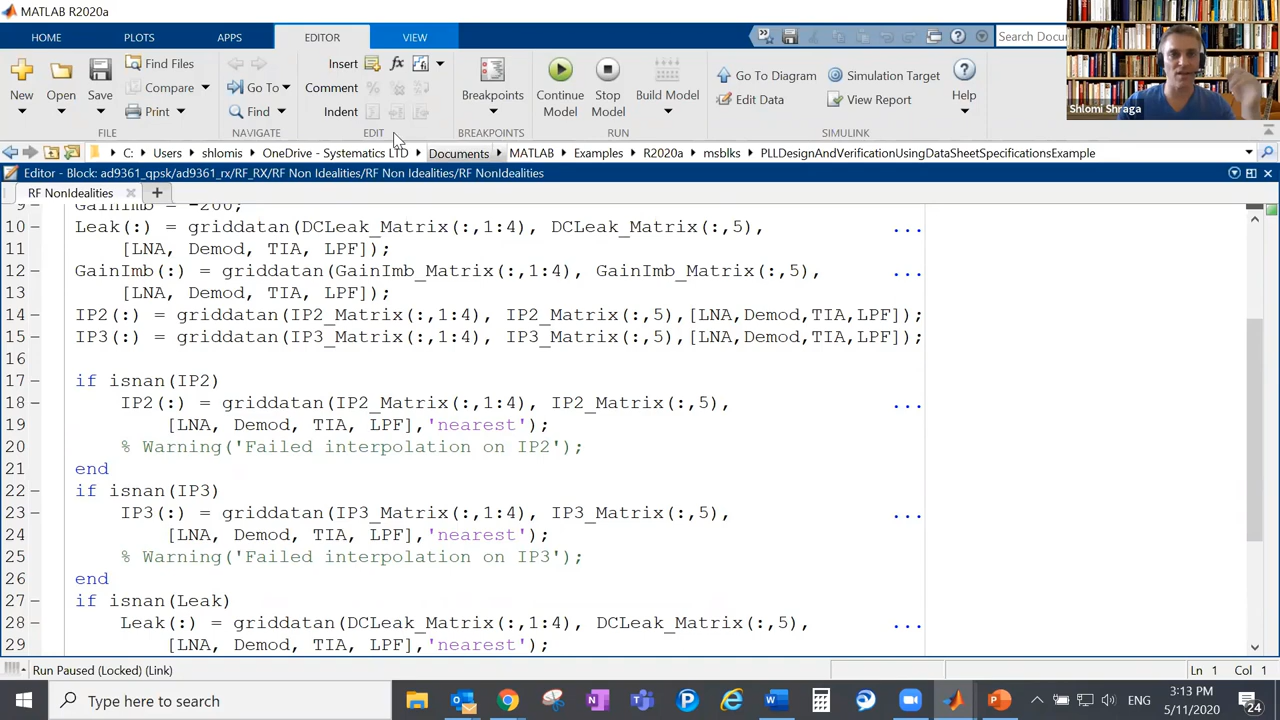 MATLAB R2020a
HOME PLOTS APPS EDITOR VIEW Search Docu
Shlomi Shraga
New Open Save Find Files Compare Print
Go To Find
Insert fx
Comment
Indent
Breakpoints
Continue Model Stop Model Build Model
Go To Diagram Simulation Target
Edit Data View Report
Help
FILE NAVIGATE EDIT BREAKPOINTS RUN SIMULINK
C: Users shlomis OneDrive - Systematics LTD Documents MATLAB Examples R2020a msblks PLLDesignAndVerificationUsingDataSheetSpecificationsExample
Editor - Block: ad9361_qpsk/ad9361_rx/RF_RX/RF Non Idealities/RF Non Idealities/RF NonIdealities
RF NonIdealities
9 GainImb = -200;
10 Leak(:) = griddatan(DCLeak_Matrix(:,1:4), DCLeak_Matrix(:,5), ...
11 [LNA, Demod, TIA, LPF]);
12 GainImb(:) = griddatan(GainImb_Matrix(:,1:4), GainImb_Matrix(:,5), ...
13 [LNA, Demod, TIA, LPF]);
14 IP2(:) = griddatan(IP2_Matrix(:,1:4), IP2_Matrix(:,5),[LNA,Demod,TIA,LPF]);
15 IP3(:) = griddatan(IP3_Matrix(:,1:4), IP3_Matrix(:,5),[LNA,Demod,TIA,LPF]);
16
17 if isnan(IP2)
18 IP2(:) = griddatan(IP2_Matrix(:,1:4), IP2_Matrix(:,5), ...
19 [LNA, Demod, TIA, LPF],'nearest');
20 % Warning('Failed interpolation on IP2');
21 end
22 if isnan(IP3)
23 IP3(:) = griddatan(IP3_Matrix(:,1:4), IP3_Matrix(:,5), ...
24 [LNA, Demod, TIA, LPF],'nearest');
25 % Warning('Failed interpolation on IP3');
26 end
27 if isnan(Leak)
28 Leak(:) = griddatan(DCLeak_Matrix(:,1:4), DCLeak_Matrix(:,5), ...
29 [LNA, Demod, TIA, LPF],'nearest');
Run Paused (Locked) (Link) Ln 1 Col 1
Type here to search ENG 3:13 PM
5/11/2020 24